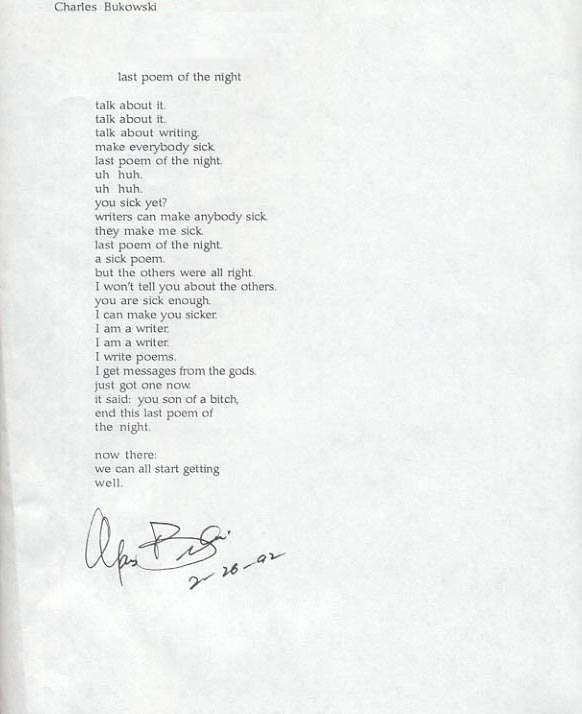 Charles Bukowski
last poem of the night
talk about it.
talk about it.
talk about writing.
make everybody sick.
last poem of the night.
uh huh.
uh huh.
you sick yet?
writers can make anybody sick.
they make me sick.
last poem of the night.
a sick poem.
but the others were all right.
I won't tell you about the others.
you are sick enough.
I can make you sicker.
I am a writer.
I am a writer.
I write poems.
I get messages from the gods.
just got one now.
it said: you son of a bitch,
end this last poem of
the night.
now there:
we can all start getting
well.
2-26-92